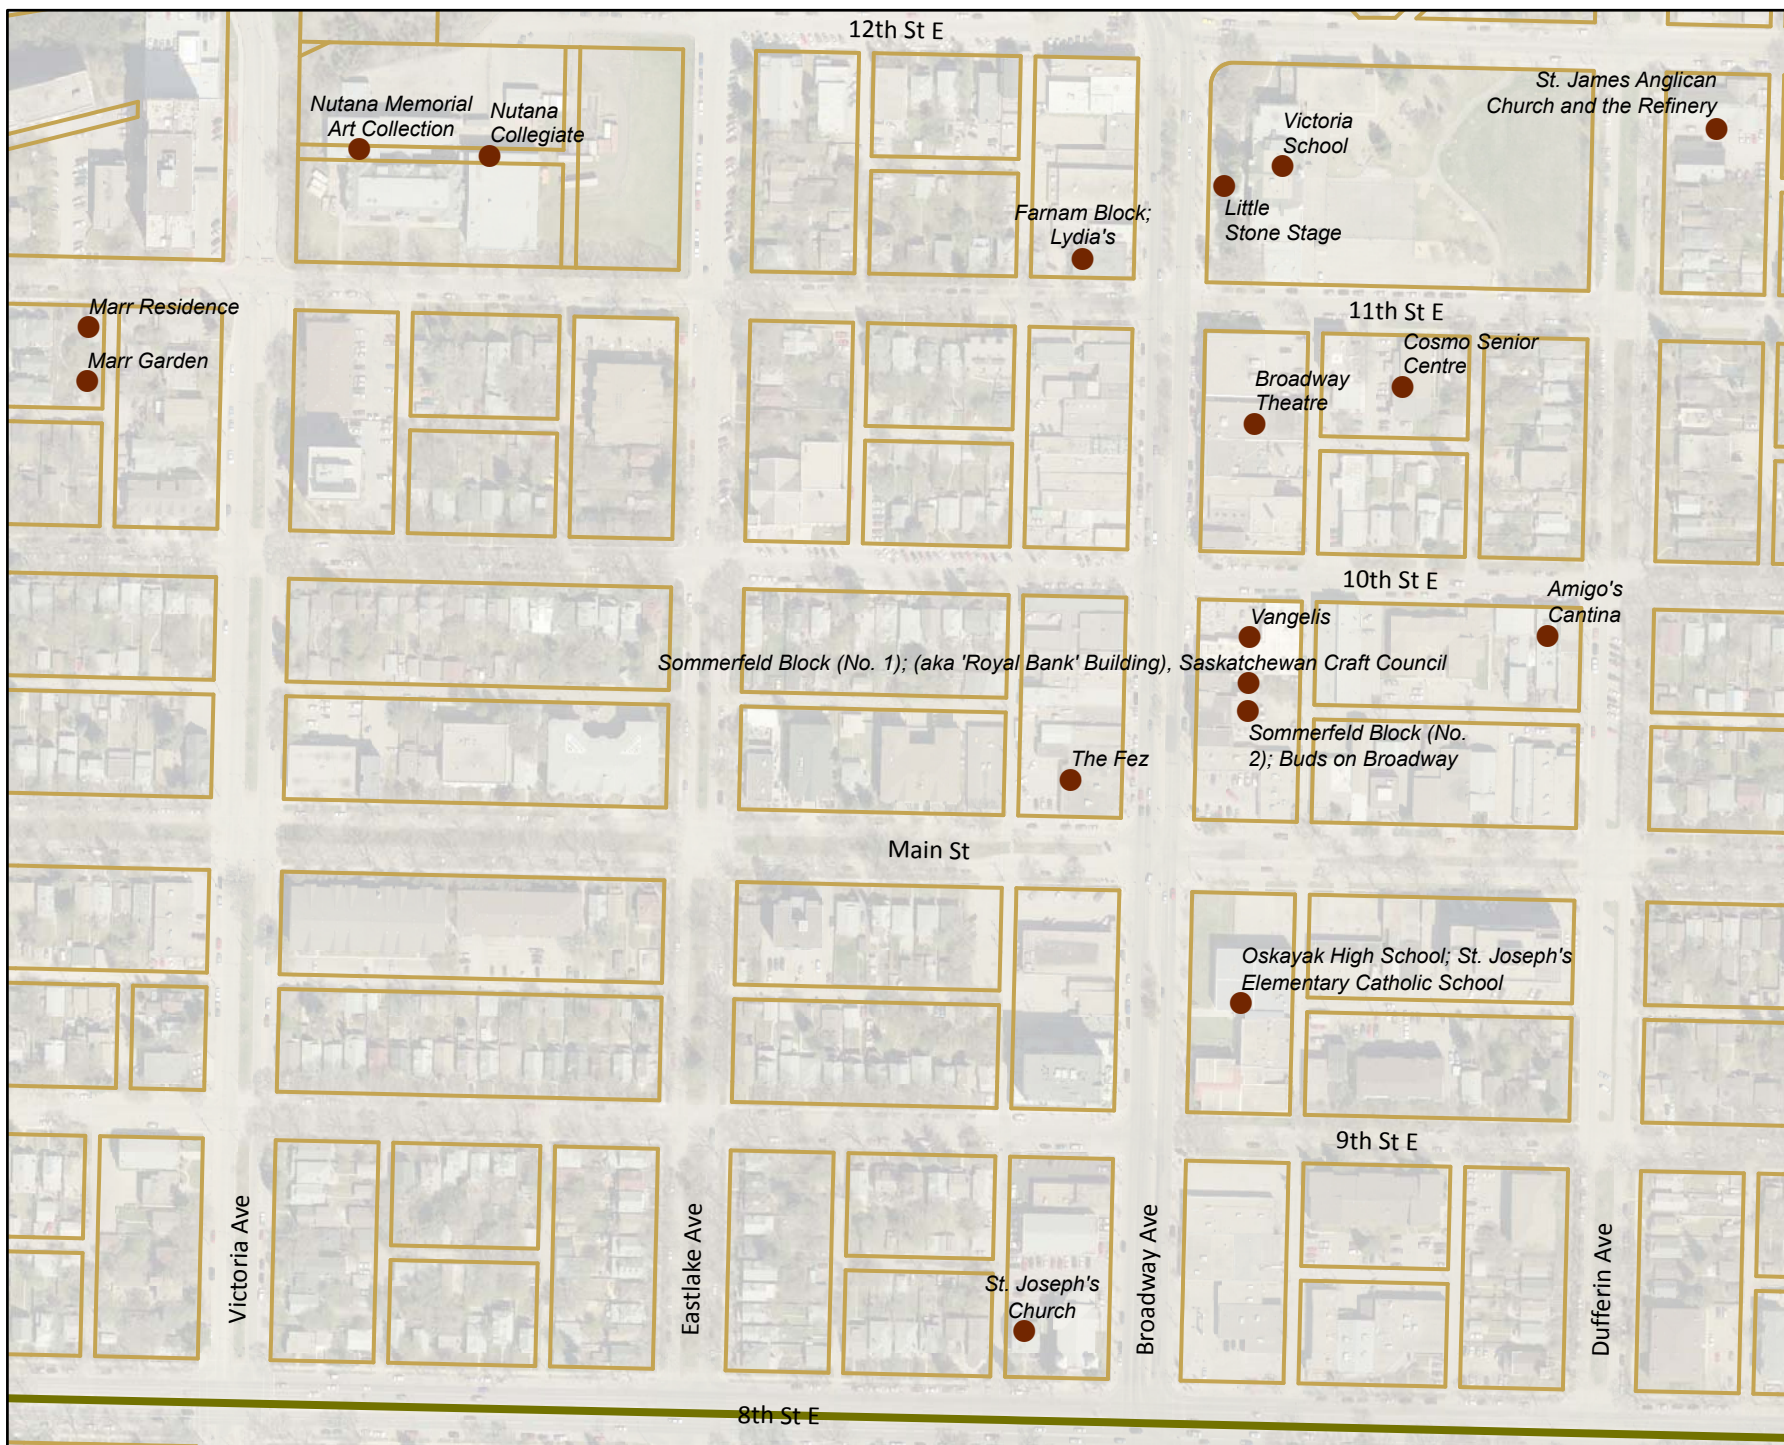 12th St E
St. James Anglican
Church and the Refinery
Nutana Memorial
Art Collection
Nutana
Collegiate
Victoria
School
Little
Stone Stage
Farnam Block;
Lydia's
Marr Residence
Marr Garden
11th St E
Cosmo Senior
Centre
Broadway
Theatre
10th St E
Amigo's
Cantina
Vangelis
Sommerfeld Block (No. 1); (aka 'Royal Bank' Building), Saskatchewan Craft Council
Sommerfeld Block (No.
2); Buds on Broadway
The Fez
Main St
Oskayak High School; St. Joseph's
Elementary Catholic School
9th St E
Victoria Ave
Eastlake Ave
Broadway Ave
Dufferin Ave
St. Joseph's
Church
8th St E